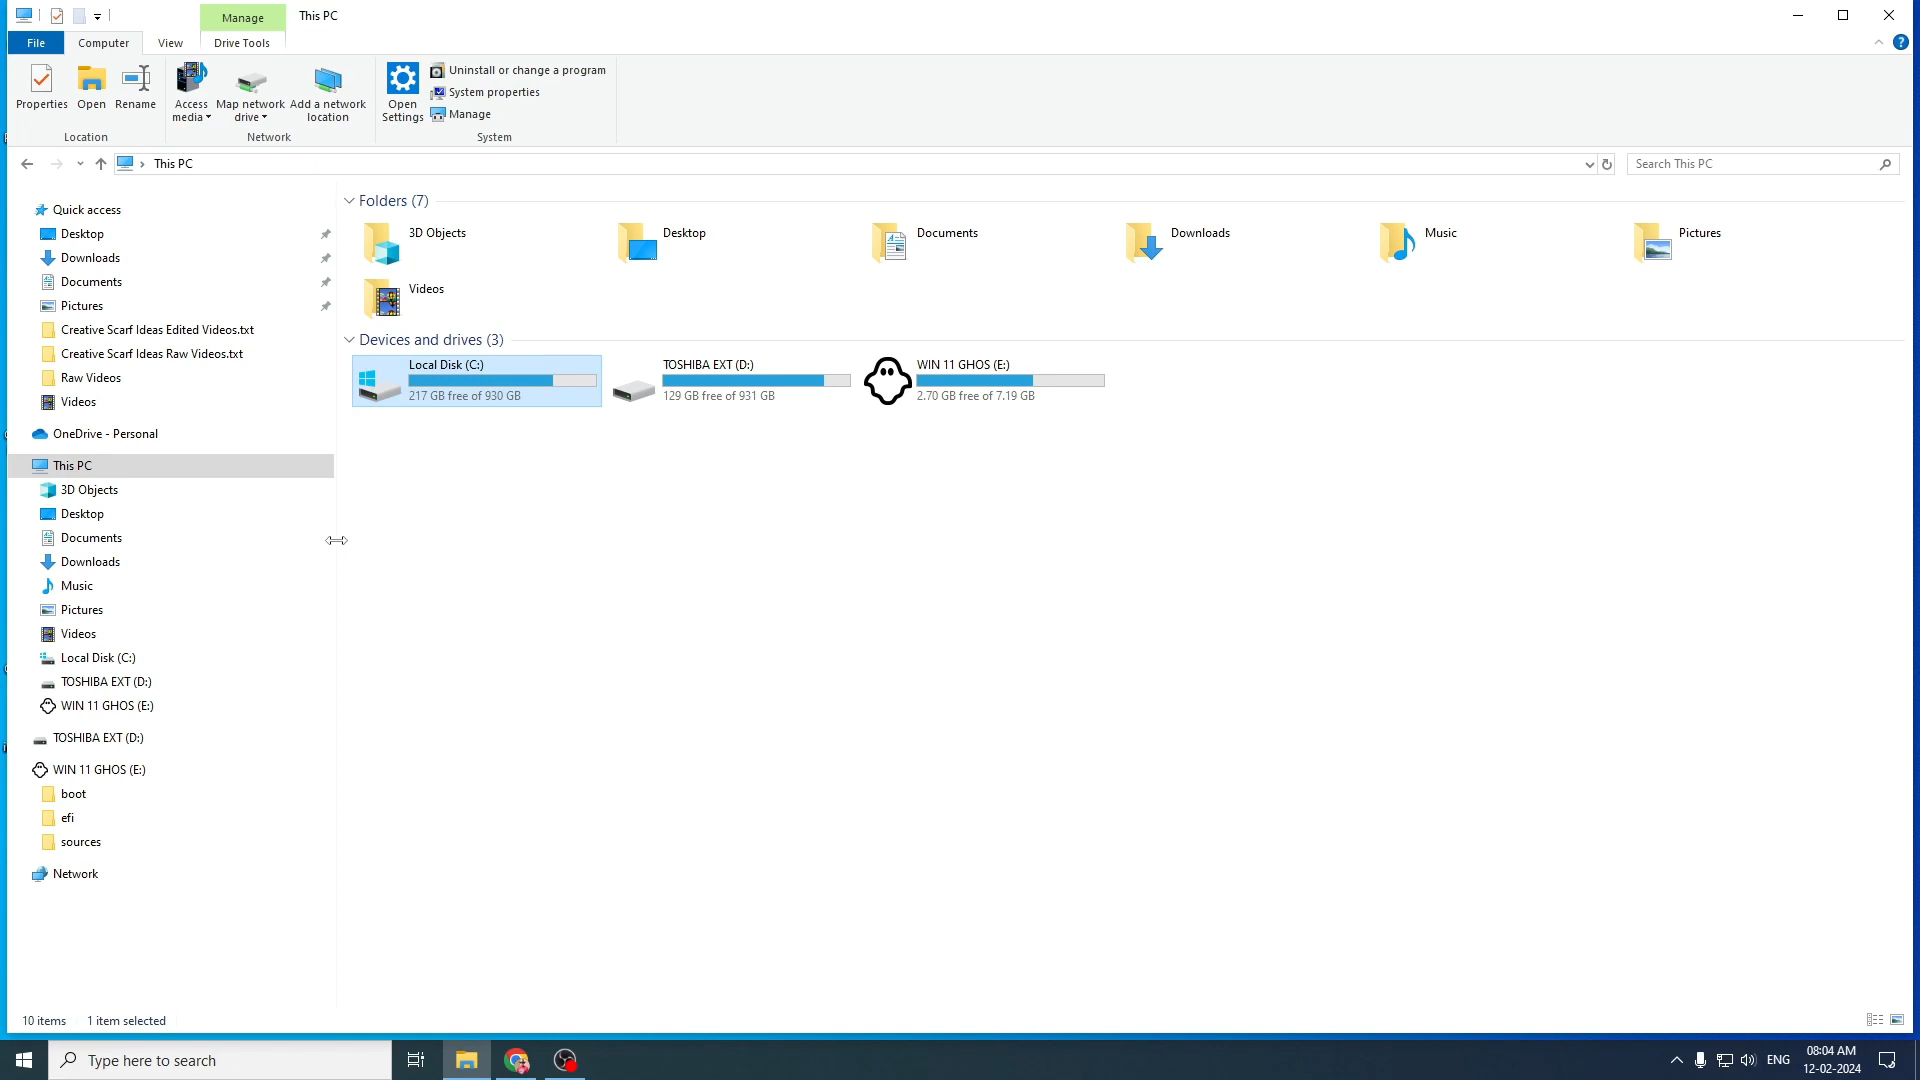 Manage
This PC
File
Computer
View
Drive Tools
Properties
Open
Rename
Access media
Map network drive
Add a network location
Open Settings
Uninstall or change a program
System properties
Manage
Location
Network
System
This PC
Search This PC
Quick access
Desktop
Downloads
Documents
Pictures
Creative Scarf Ideas Edited Videos.txt
Creative Scarf Ideas Raw Videos.txt
Raw Videos
Videos
OneDrive - Personal
This PC
3D Objects
Desktop
Documents
Downloads
Music
Pictures
Videos
Local Disk (C:)
TOSHIBA EXT (D:)
WIN 11 GHOS (E:)
TOSHIBA EXT (D:)
WIN 11 GHOS (E:)
boot
efi
sources
Network
Folders (7)
3D Objects
Desktop
Documents
Downloads
Music
Pictures
Videos
Devices and drives (3)
Local Disk (C:)
217 GB free of 930 GB
TOSHIBA EXT (D:)
129 GB free of 931 GB
WIN 11 GHOS (E:)
2.70 GB free of 7.19 GB
10 items
1 item selected
Type here to search
ENG
08:04 AM
12-02-2024